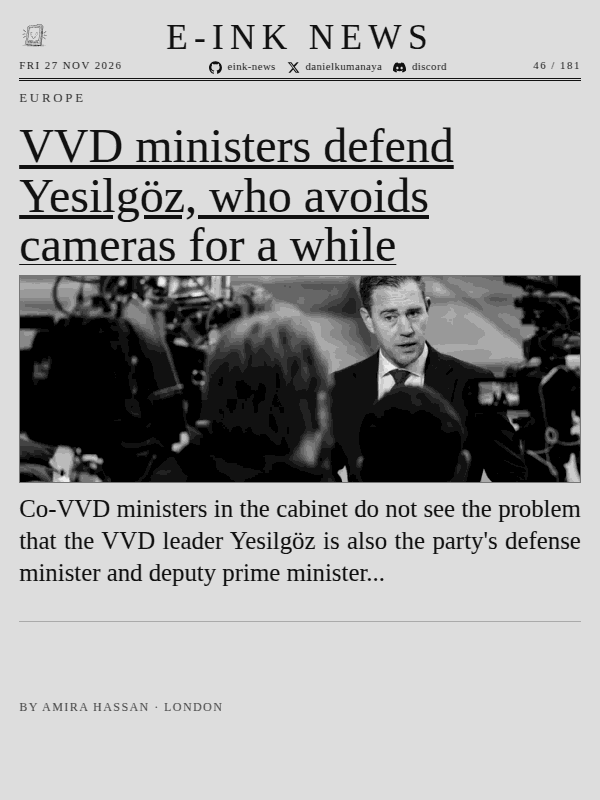 E-INK NEWS
FRI 27 NOV 2026
eink-news danielkumanaya discord
46 / 181
EUROPE
VVD ministers defend
Yesilgöz, who avoids
cameras for a while
Co-VVD ministers in the cabinet do not see the problem
that the VVD leader Yesilgöz is also the party's defense
minister and deputy prime minister...
BY AMIRA HASSAN · LONDON